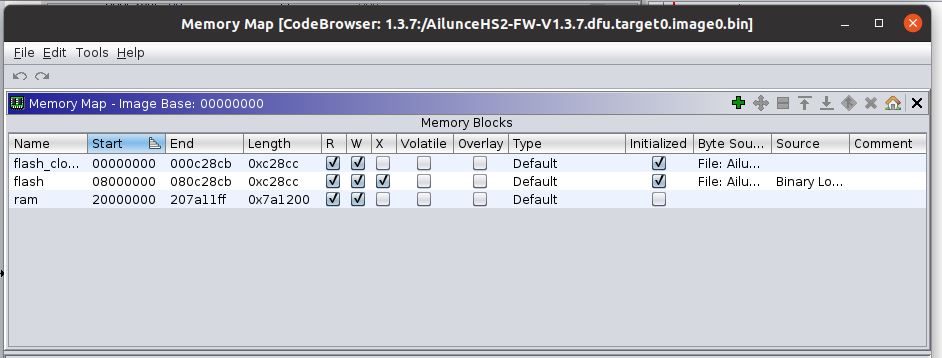 Memory Map [CodeBrowser: 1.3.7:/AilunceHS2-FW-V1.3.7.dfu.target0.image0.bin]
File Edit Tools Help
Memory Map - Image Base: 00000000
Memory Blocks
Name Start End Length R W X Volatile Overlay Type Initialized Byte Sou... Source Comment
flash_clo... 00000000 000c28cb 0xc28cc Default File: Ailu...
flash 08000000 080c28cb 0xc28cc Default File: Ailu... Binary Lo...
ram 20000000 207a11ff 0x7a1200 Default